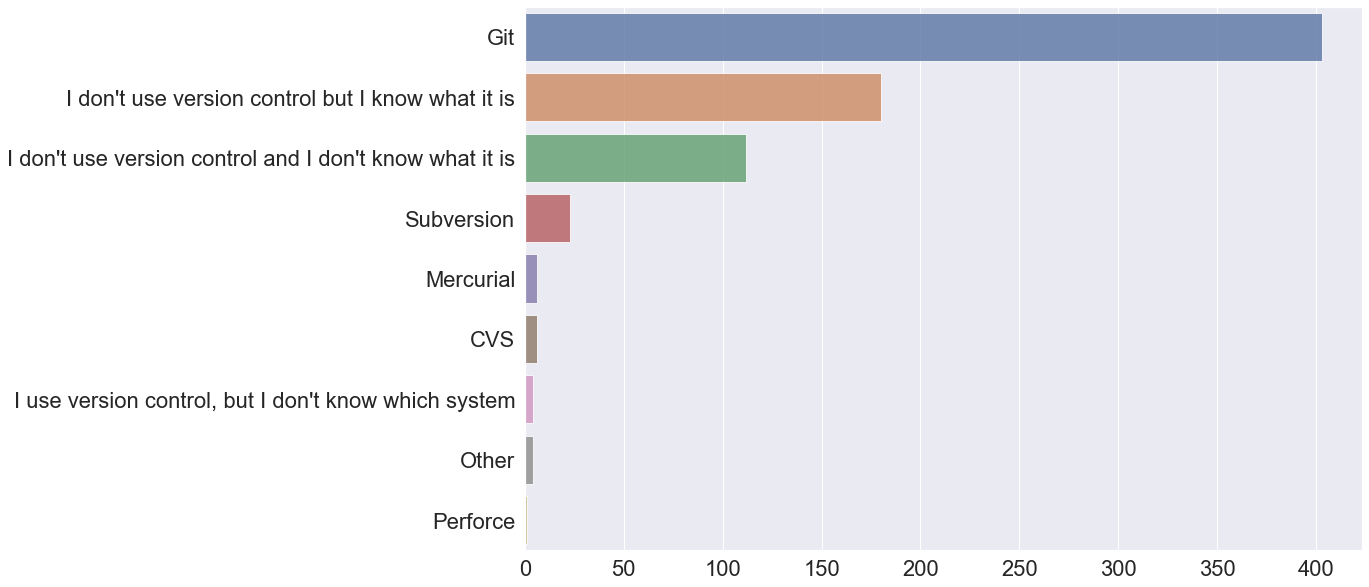 Git
I don't use version control but I know what it is
I don't use version control and I don't know what it is
Subversion
Mercurial
CVS
I use version control, but I don't know which system
Other
Perforce
0 50 100 150 200 250 300 350 400